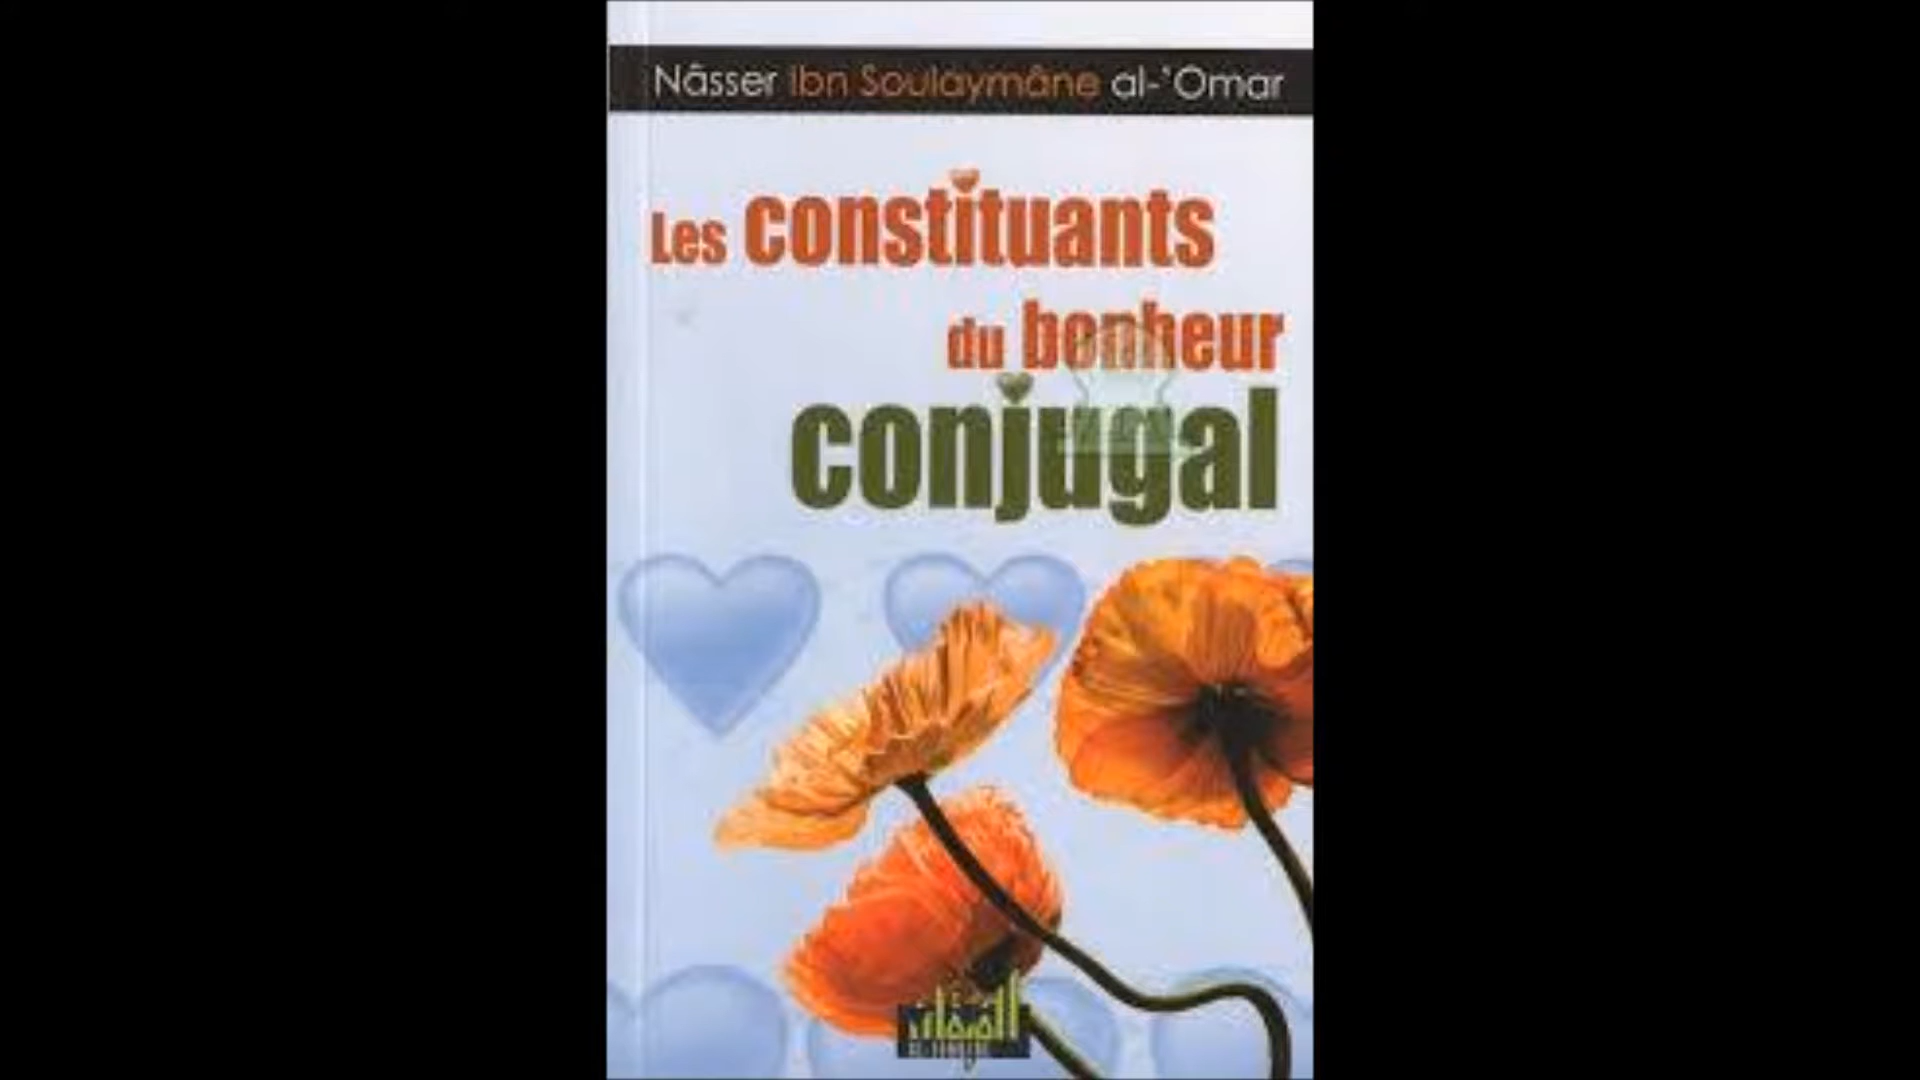 Nâsser Ibn Soulaymâne al-'Omar
Les constituants
du bonheur
conjugal